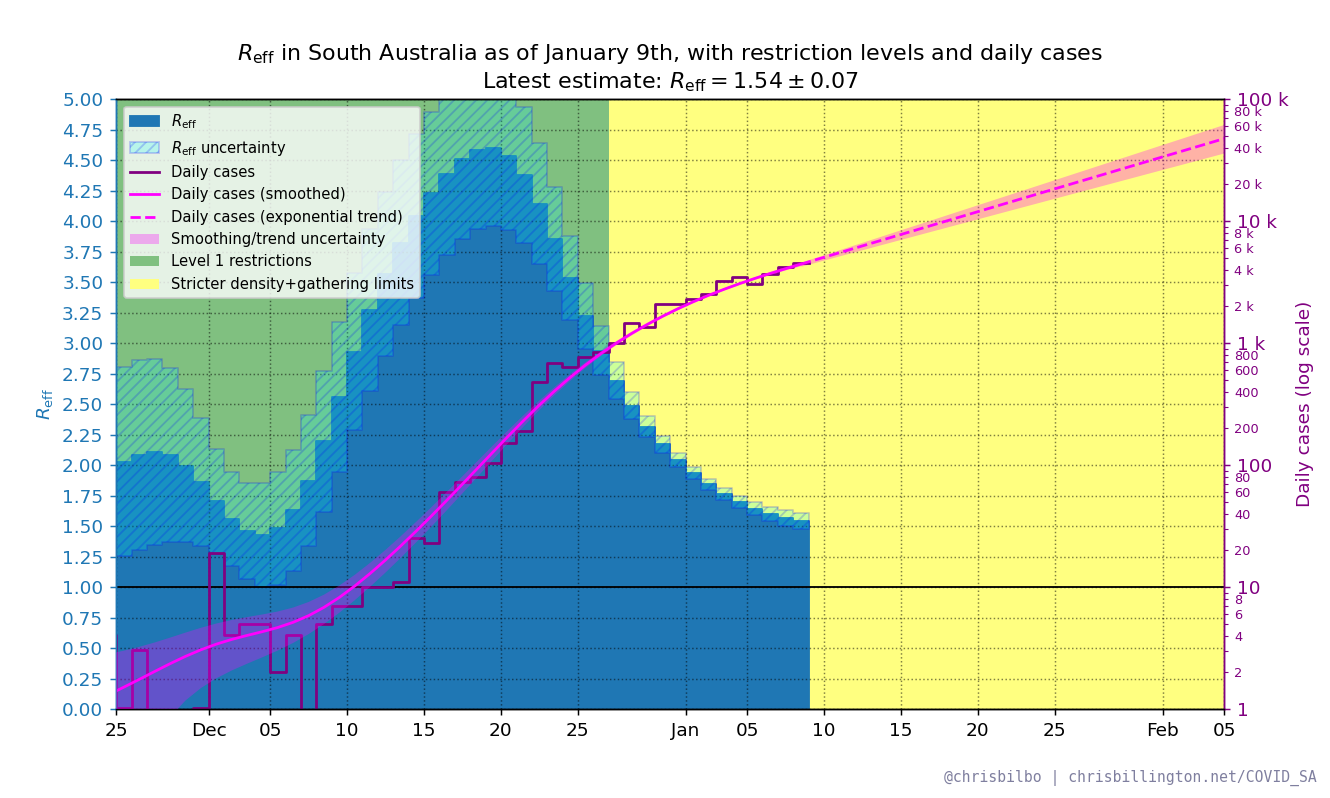 Reff in South Australia as of January 9th, with restriction levels and daily cases
Latest estimate: Reff = 1.54 ± 0.07
Reff
Reff uncertainty
Daily cases
Daily cases (smoothed)
Daily cases (exponential trend)
Smoothing/trend uncertainty
Level 1 restrictions
Stricter density+gathering limits
Reff
5.00
4.75
4.50
4.25
4.00
3.75
3.50
3.25
3.00
2.75
2.50
2.25
2.00
1.75
1.50
1.25
1.00
0.75
0.50
0.25
0.00
25 Dec 05 10 15 20 25 Jan 05 10 15 20 25 Feb 05
100 k
80 k
60 k
40 k
20 k
10 k
8 k
6 k
4 k
2 k
1 k
800
600
400
200
100
80
60
40
20
10
8
6
4
2
1
Daily cases (log scale)
@chrisbilbo | chrisbillington.net/COVID_SA